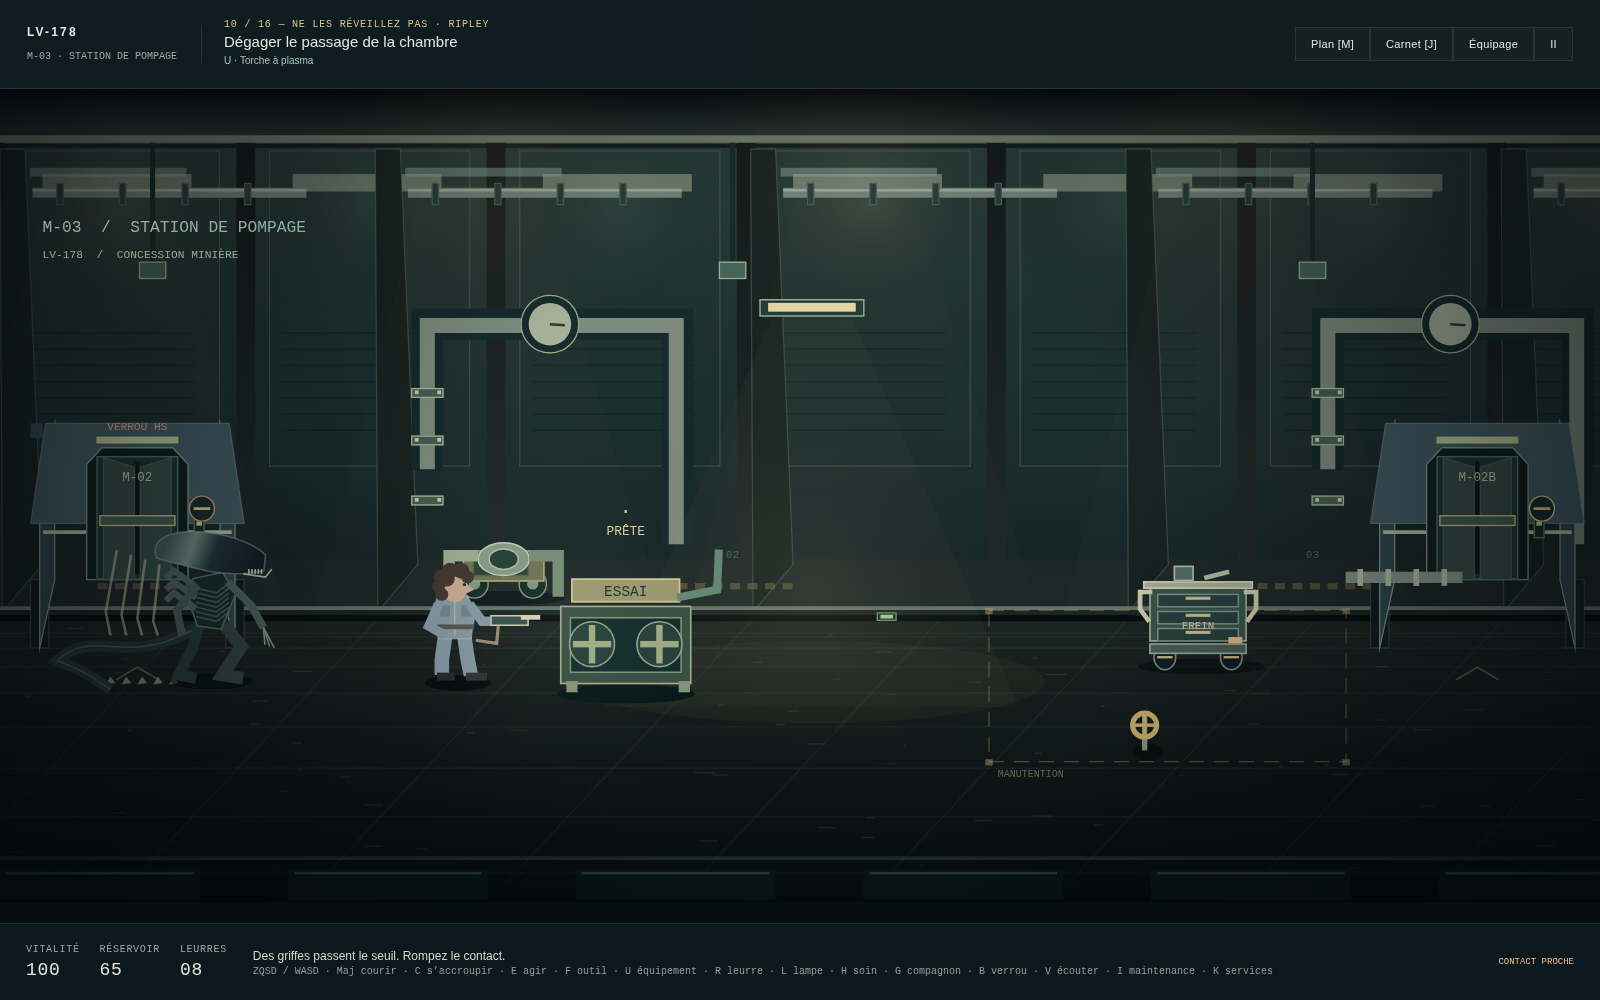 LV-178
M-03 · STATION DE POMPAGE
10 / 16 — NE LES RÉVEILLEZ PAS · RIPLEY
Dégager le passage de la chambre
U · Torche à plasma
Plan [M]
Carnet [J]
Équipage
II
M-03 / STATION DE POMPAGE
LV-178 / CONCESSION MINIÈRE
VERROU HS
M-02
M-02B
PRÊTE
02
03
ESSAI
FREIN
MANUTENTION
VITALITÉ
100
RÉSERVOIR
65
LEURRES
08
Des griffes passent le seuil. Rompez le contact.
ZQSD / WASD · Maj courir · C s’accroupir · E agir · F outil · U équipement · R leurre · L lampe · H soin · G compagnon · B verrou · V écouter · I maintenance · K services
CONTACT PROCHE